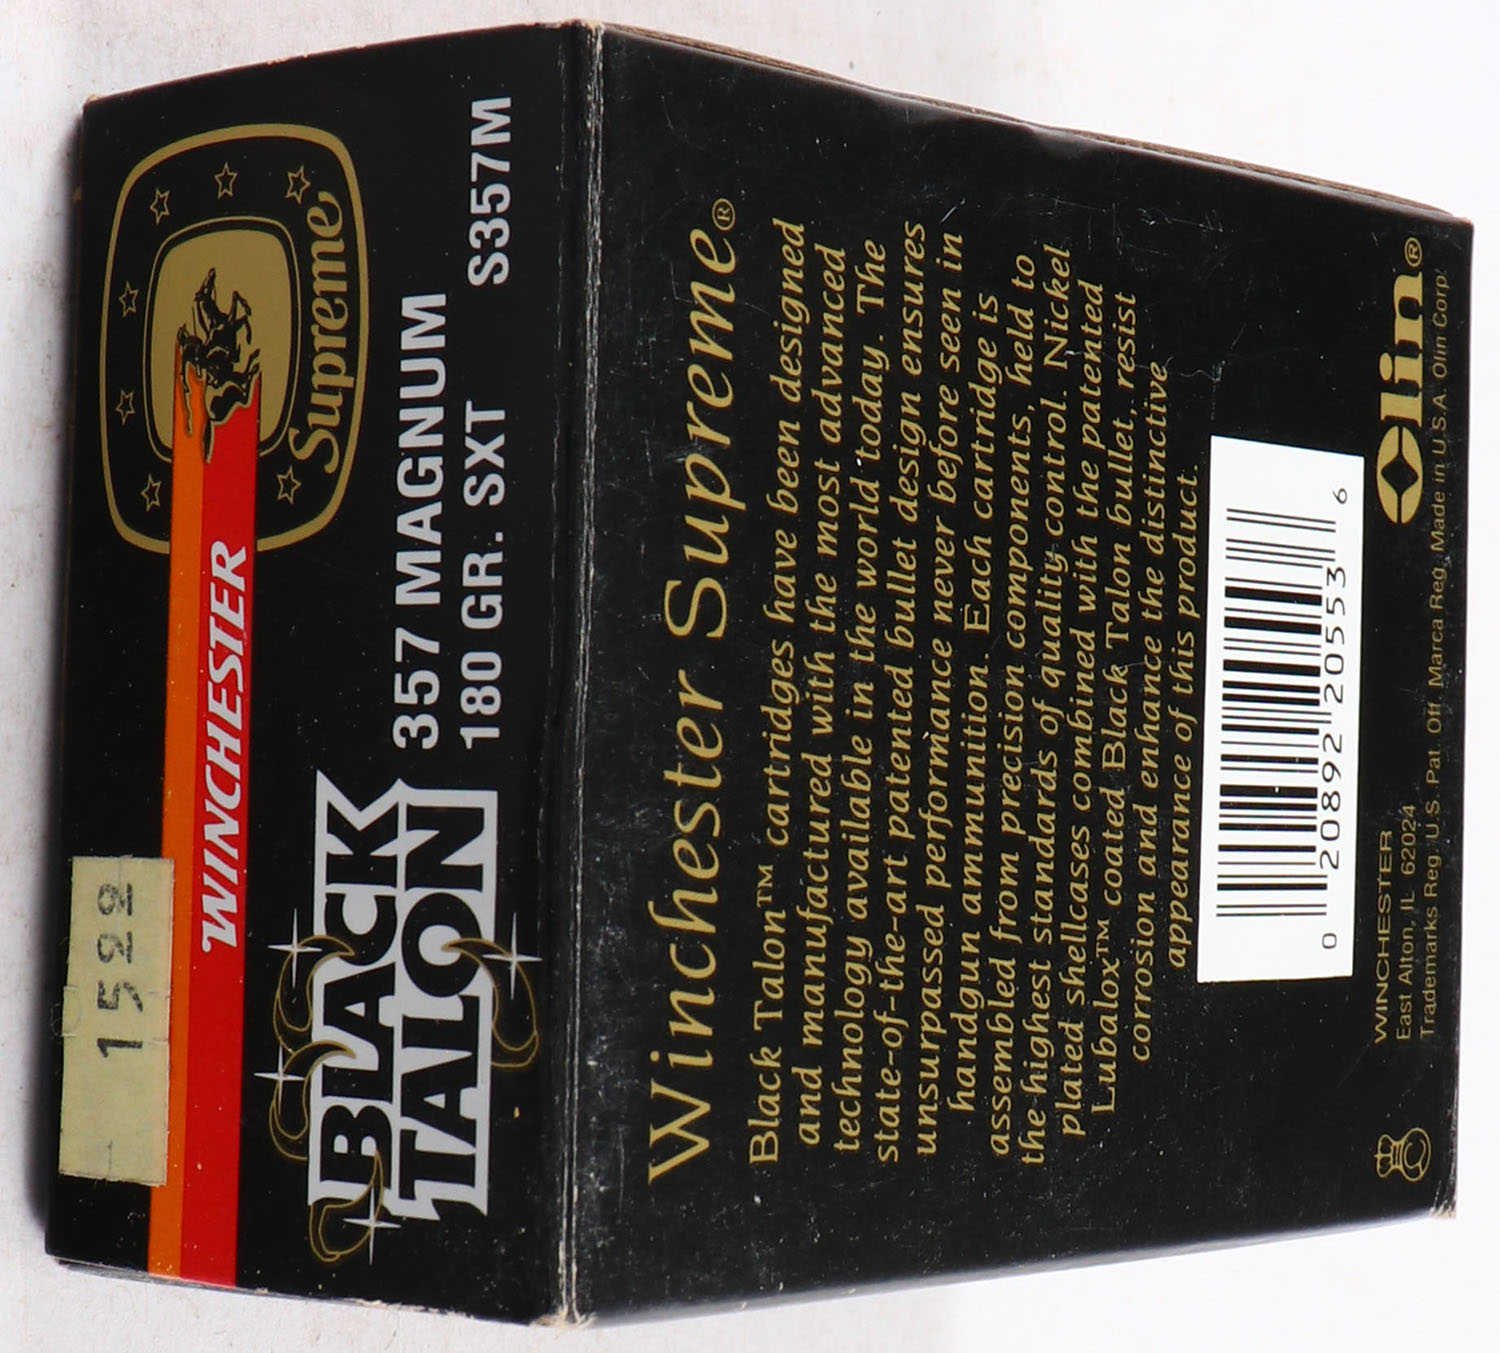 1522
WINCHESTER
Supreme
BLACK
TALON
357 MAGNUM
180 GR. SXT
S357M
Winchester Supreme®
Black Talon™ cartridges have been designed
and manufactured with the most advanced
technology available in the world today. The
state-of-the-art patented bullet design ensures
unsurpassed performance never before seen in
handgun ammunition. Each cartridge is
assembled from precision components, held to
the highest standards of quality control. Nickel
plated shellcases combined with the patented
Lubalox™ coated Black Talon bullet, resist
corrosion and enhance the distinctive
appearance of this product.
0 20892 20553 6
WINCHESTER
East Alton, IL 62024
Trademarks Reg. U.S. Pat. Off. Marca Reg. Made in U.S.A. Olin Corp.
Olin®